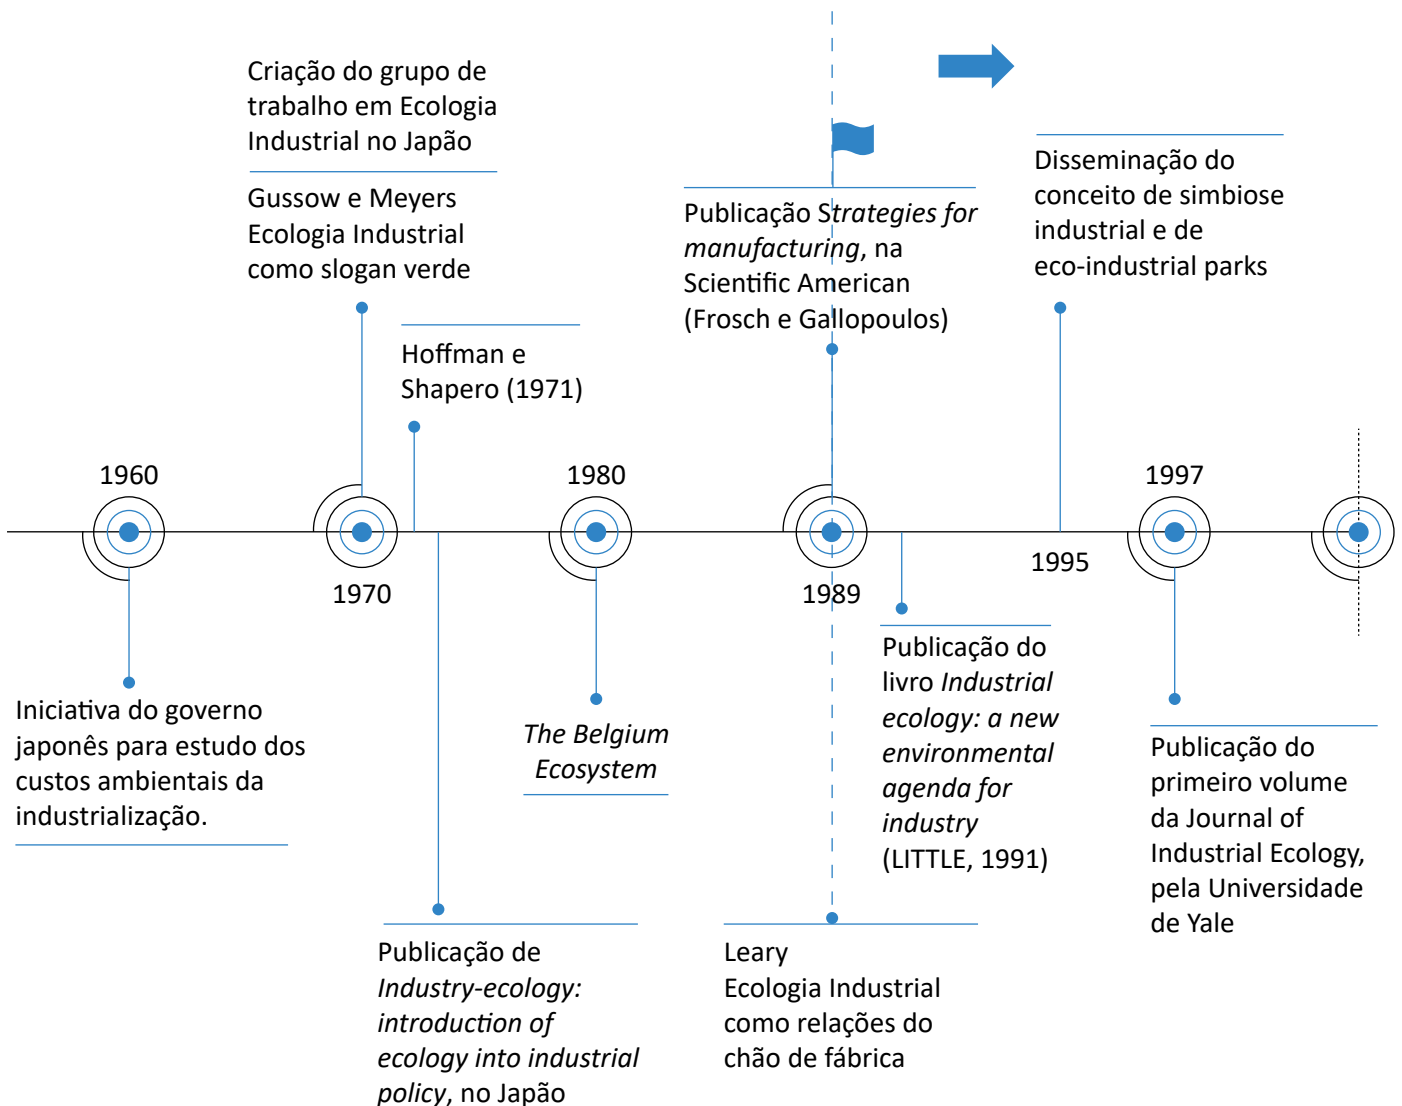 Criação do grupo de
trabalho em Ecologia
Industrial no Japão
Gussow e Meyers
Ecologia Industrial
como slogan verde
Hoffman e
Shapero (1971)
Publicação Strategies for
manufacturing, na
Scientific American
(Frosch e Gallopoulos)
Disseminação do
conceito de simbiose
industrial e de
eco-industrial parks
1960
1970
1980
1989
1995
1997
Iniciativa do governo
japonês para estudo dos
custos ambientais da
industrialização.
Publicação de
Industry-ecology:
introduction of
ecology into industrial
policy, no Japão
The Belgium
Ecosystem
Leary
Ecologia Industrial
como relações do
chão de fábrica
Publicação do
livro Industrial
ecology: a new
environmental
agenda for
industry
(LITTLE, 1991)
Publicação do
primeiro volume
da Journal of
Industrial Ecology,
pela Universidade
de Yale